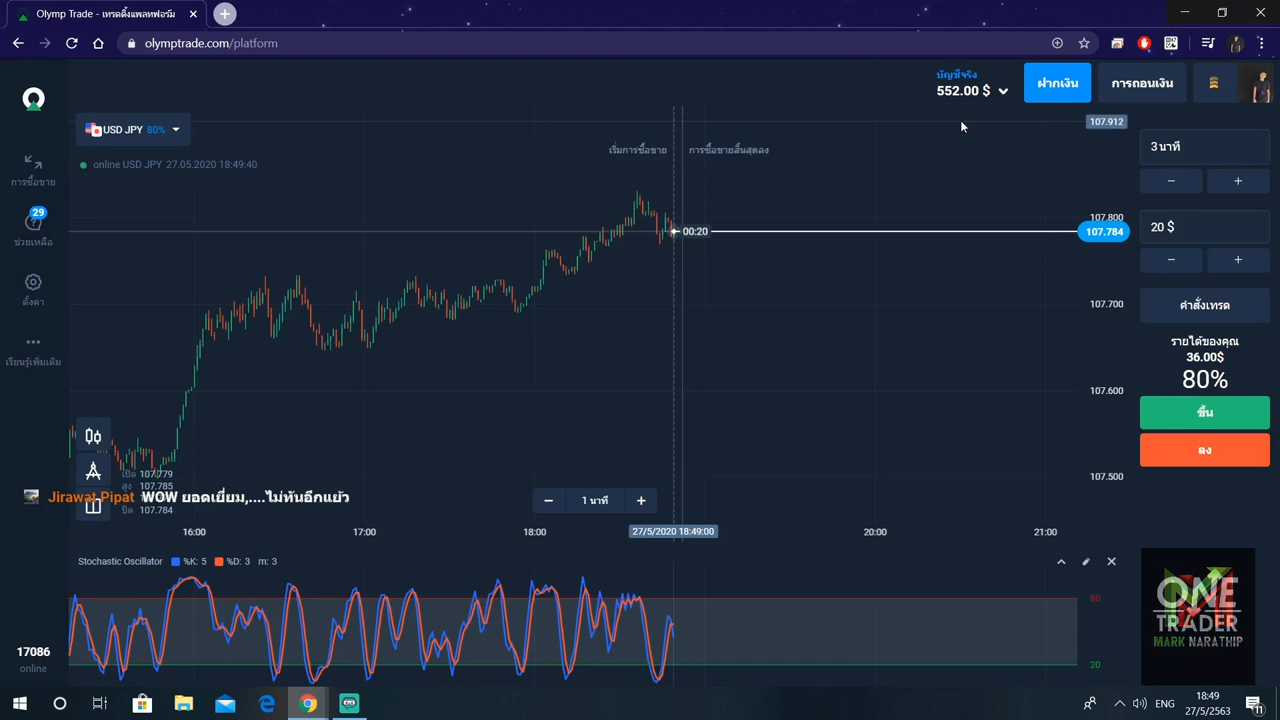 Olymp Trade - เทรดดิ้งแพลทฟอร์ม
olymptrade.com/platform
บัญชีจริง
552.00 $
ฝากเงิน
การถอนเงิน
USD JPY 80%
online USD JPY 27.05.2020 18:49:40
เริ่มการซื้อขาย
การซื้อขายสิ้นสุดลง
00:20
107.912
107.800
107.784
107.700
107.600
107.500
การซื้อขาย
29
ช่วยเหลือ
ตั้งค่า
เรียนรู้เพิ่มเติม
17086
online
3 นาที
20 $
คำสั่งเทรด
รายได้ของคุณ
36.00$
80%
ขึ้น
ลง
เปิด 107.779
สูง 107.785
Jirawat Pipat WOW ยอดเยี่ยม,....ไม่ทันอีกแย้ว
ปิด 107.784
1 นาที
16:00 17:00 18:00 27/5/2020 18:49:00 20:00 21:00
Stochastic Oscillator %K: 5 %D: 3 m: 3
80
20
ONE
TRADER
MARK NARATHIP
ENG
18:49
27/5/2563
11